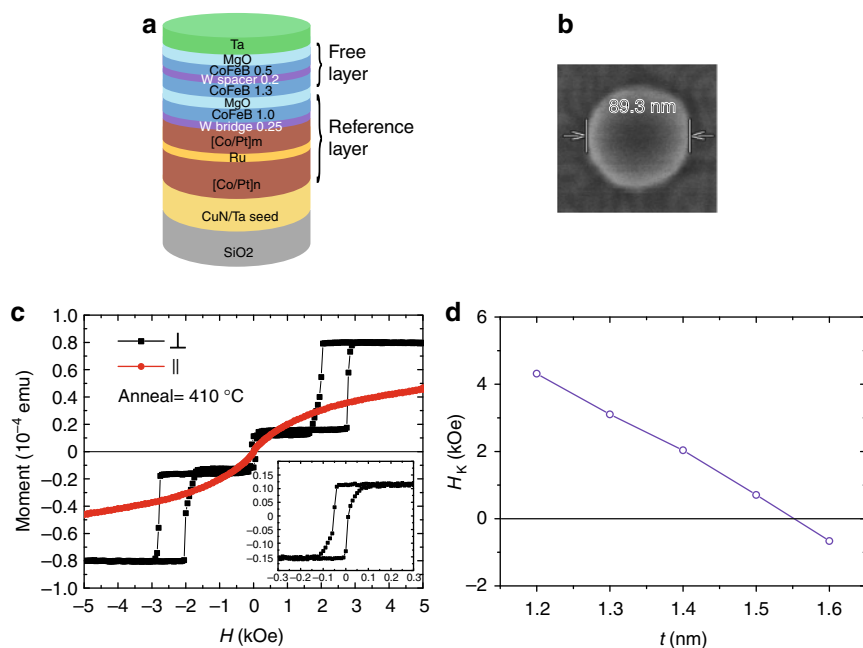 a
Ta
MgO
CoFeB 0.5
W spacer 0.2
CoFeB 1.3
MgO
CoFeB 1.0
W bridge 0.25
[Co/Pt]m
Ru
[Co/Pt]n
CuN/Ta seed
SiO2
Free
layer
Reference
layer
b
89.3 nm
c
1.0
0.8
0.6
0.4
0.2
0
−0.2
−0.4
−0.6
−0.8
−1.0
Moment (10⁻⁴ emu)
⊥
||
Anneal= 410 °C
0.15
0.10
0.05
0
−0.05
−0.10
−0.15
−0.3 −0.2 −0.1 0 0.1 0.2 0.3
−5 −4 −3 −2 −1 0 1 2 3 4 5
H (kOe)
d
6
4
2
0
−2
H_K (kOe)
1.2 1.3 1.4 1.5 1.6
t (nm)